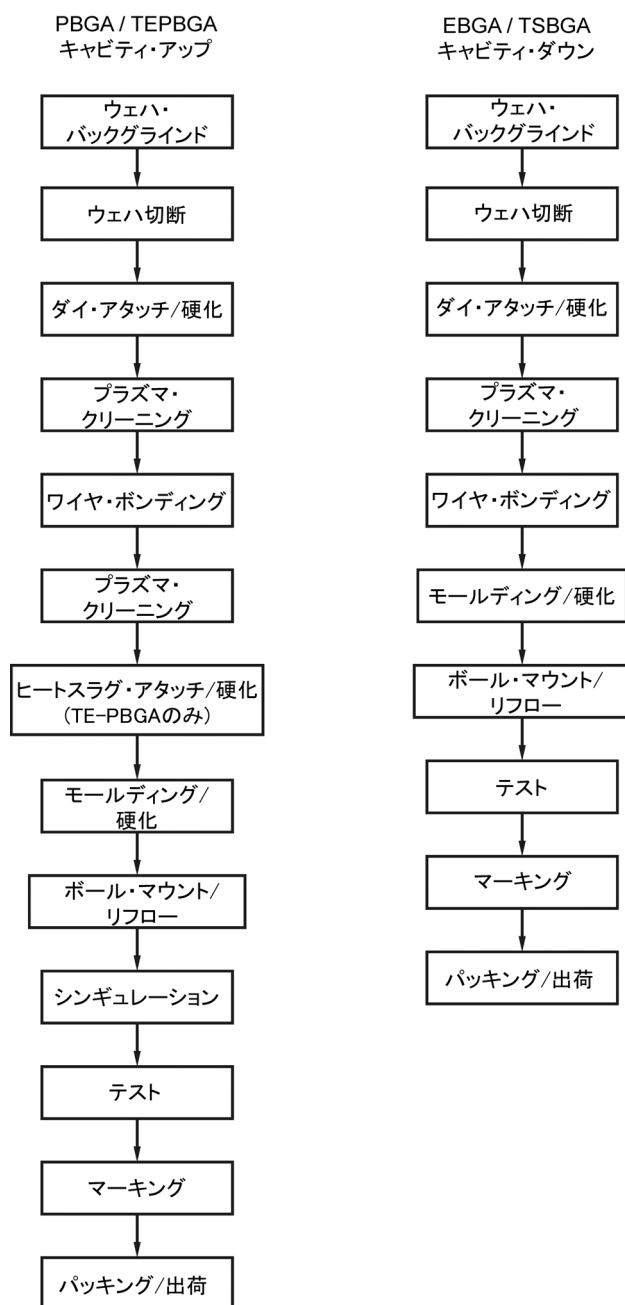 PBGA / TEPBGA
キャビティ・アップ
ウェハ・
バックグラインド
ウェハ切断
ダイ・アタッチ/硬化
プラズマ・
クリーニング
ワイヤ・ボンディング
プラズマ・
クリーニング
ヒートスラグ・アタッチ/硬化
(TE-PBGAのみ)
モールディング/
硬化
ボール・マウント/
リフロー
シンギュレーション
テスト
マーキング
パッキング/出荷
EBGA / TSBGA
キャビティ・ダウン
ウェハ・
バックグラインド
ウェハ切断
ダイ・アタッチ/硬化
プラズマ・
クリーニング
ワイヤ・ボンディング
モールディング/硬化
ボール・マウント/
リフロー
テスト
マーキング
パッキング/出荷